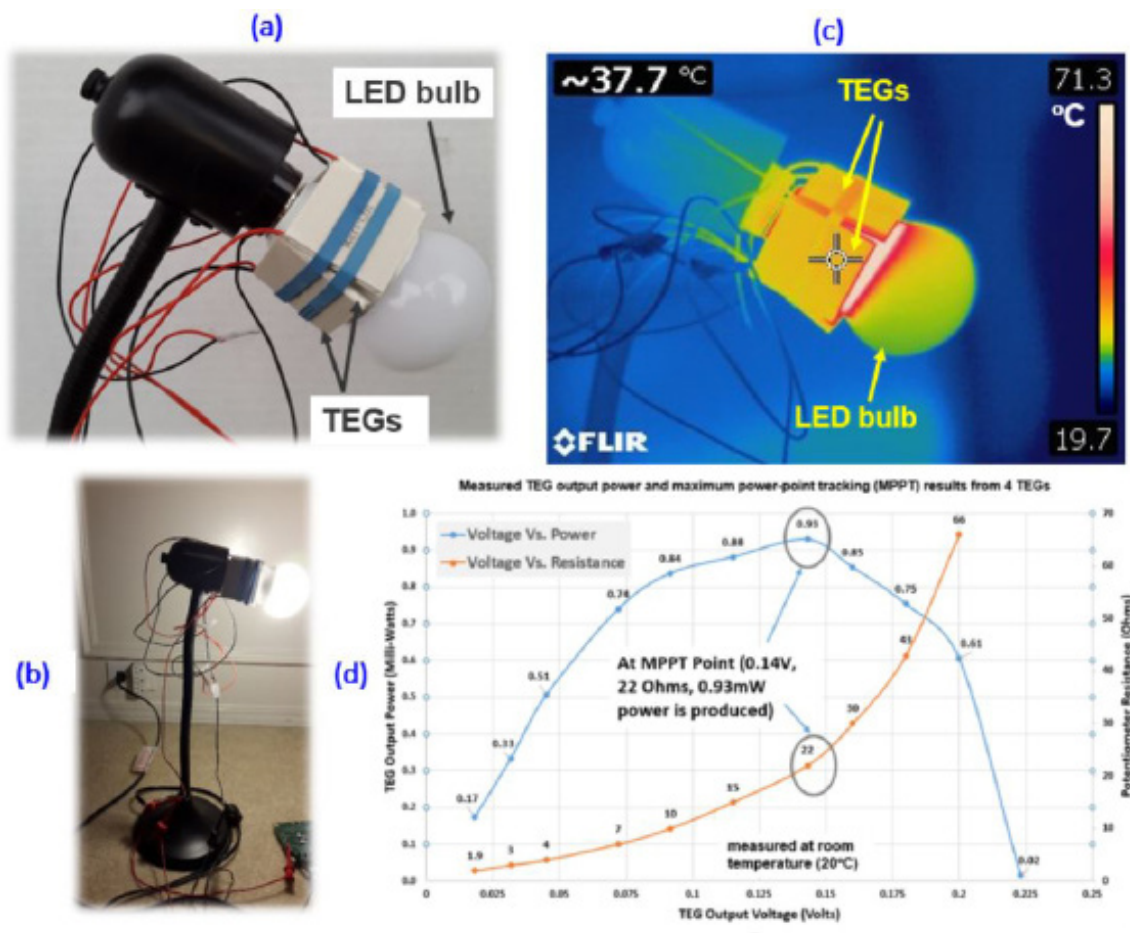 (a)
LED bulb
TEGs
(c)
~37.7 °C
TEGs
71.3
°C
LED bulb
FLIR
19.7
(b)
(d)
Measured TEG output power and maximum power-point tracking (MPPT) results from 4 TEGs
Voltage Vs. Power
Voltage Vs. Resistance
TEG Output Power (Milli-Watts)
1.0
0.9
0.8
0.7
0.6
0.5
0.4
0.3
0.2
0.1
0.0
0.17
0.33
0.51
0.74
0.84
0.88
0.93
0.85
0.75
0.61
0.02
1.9
3
4
7
10
15
22
30
43
66
At MPPT Point (0.14V,
22 Ohms, 0.93mW
power is produced)
measured at room
temperature (20°C)
70
60
50
40
30
20
10
0
Potentiometer Resistance (Ohms)
0
0.025
0.05
0.075
0.1
0.125
0.15
0.175
0.2
0.225
0.25
TEG Output Voltage (Volts)